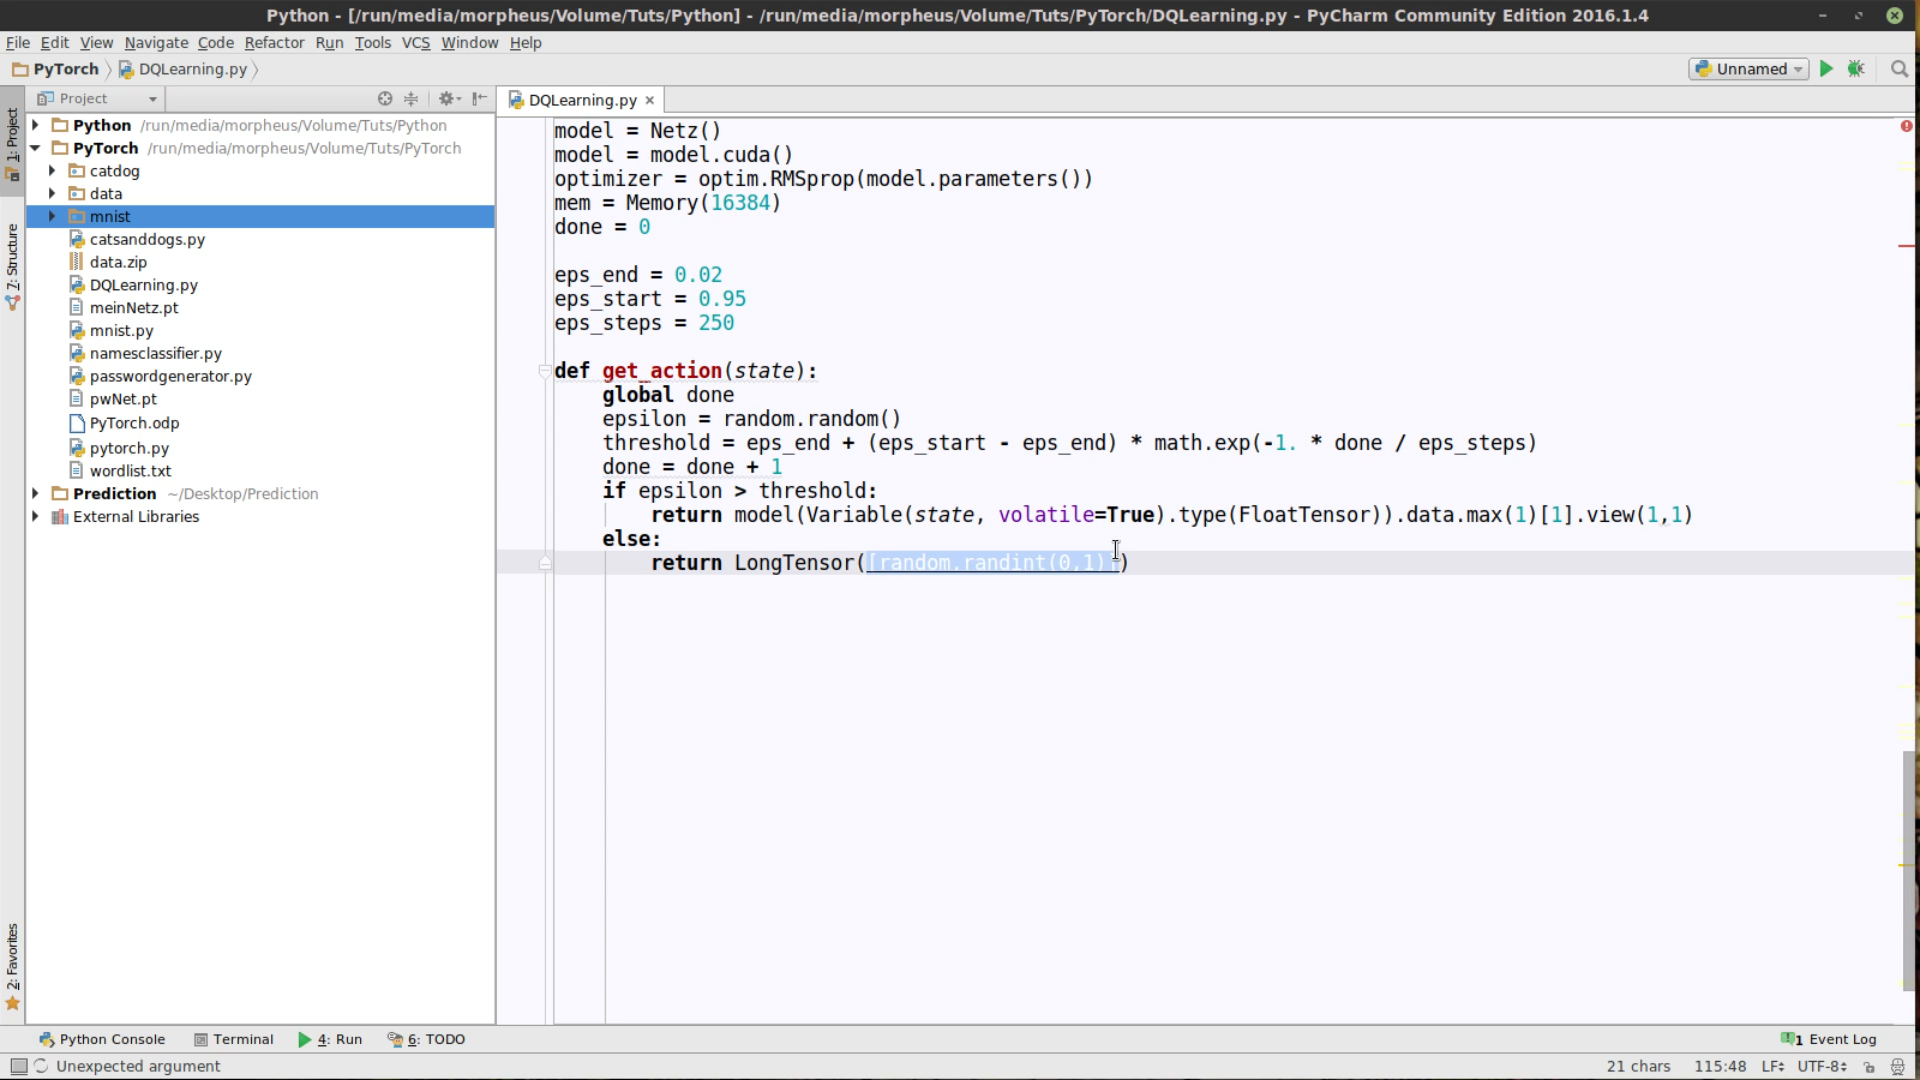 Python - [/run/media/morpheus/Volume/Tuts/Python] - /run/media/morpheus/Volume/Tuts/PyTorch/DQLearning.py - PyCharm Community Edition 2016.1.4
File Edit View Navigate Code Refactor Run Tools VCS Window Help
PyTorch DQLearning.py Unnamed
Project
DQLearning.py
1: Project
7: Structure
2: Favorites
Python /run/media/morpheus/Volume/Tuts/Python
PyTorch /run/media/morpheus/Volume/Tuts/PyTorch
catdog
data
mnist
catsanddogs.py
data.zip
DQLearning.py
meinNetz.pt
mnist.py
namesclassifier.py
passwordgenerator.py
pwNet.pt
PyTorch.odp
pytorch.py
wordlist.txt
Prediction ~/Desktop/Prediction
External Libraries
model = Netz()
model = model.cuda()
optimizer = optim.RMSprop(model.parameters())
mem = Memory(16384)
done = 0
eps_end = 0.02
eps_start = 0.95
eps_steps = 250
def get_action(state):
global done
epsilon = random.random()
threshold = eps_end + (eps_start - eps_end) * math.exp(-1. * done / eps_steps)
done = done + 1
if epsilon > threshold:
return model(Variable(state, volatile=True).type(FloatTensor)).data.max(1)[1].view(1,1)
else:
return LongTensor([random.randint(0,1)])
Python Console Terminal 4: Run 6: TODO 1 Event Log
Unexpected argument 21 chars 115:48 LF UTF-8